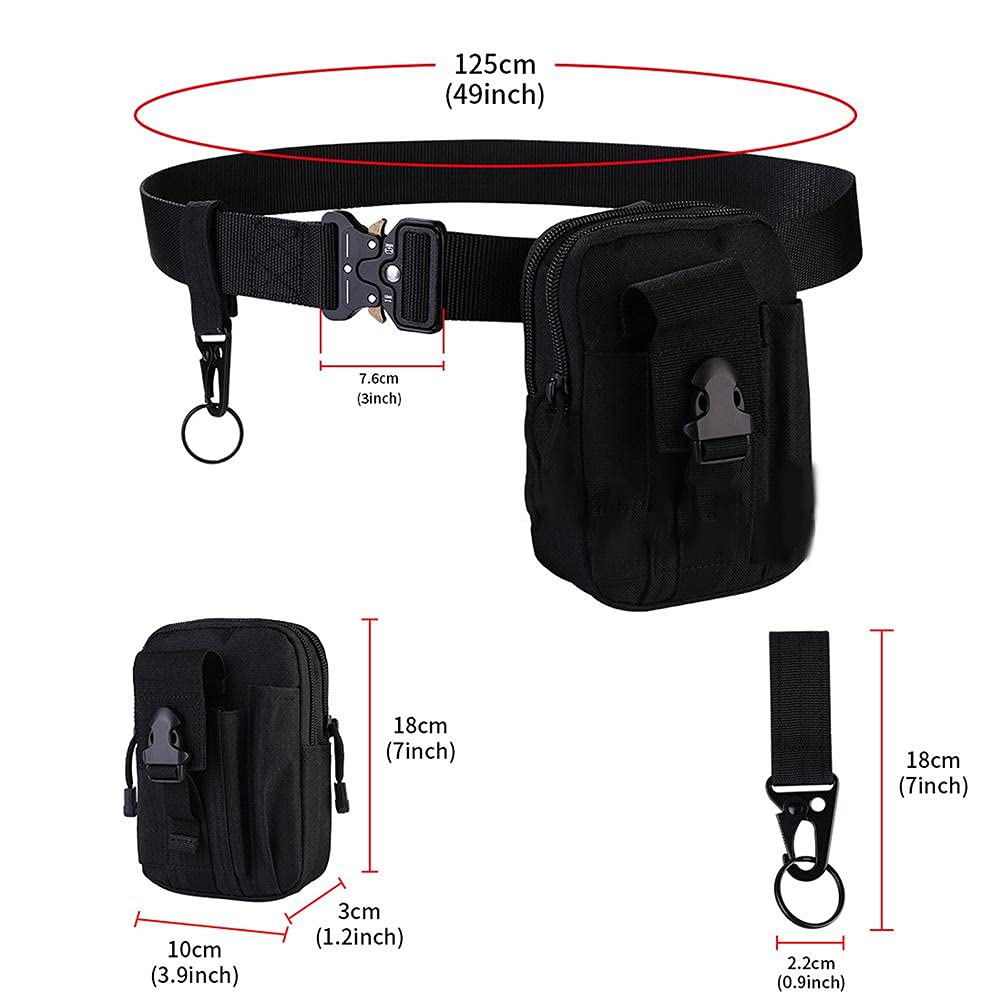 125cm
(49inch)
7.6cm
(3inch)
18cm
(7inch)
18cm
(7inch)
3cm
(1.2inch)
10cm
(3.9inch)
2.2cm
(0.9inch)